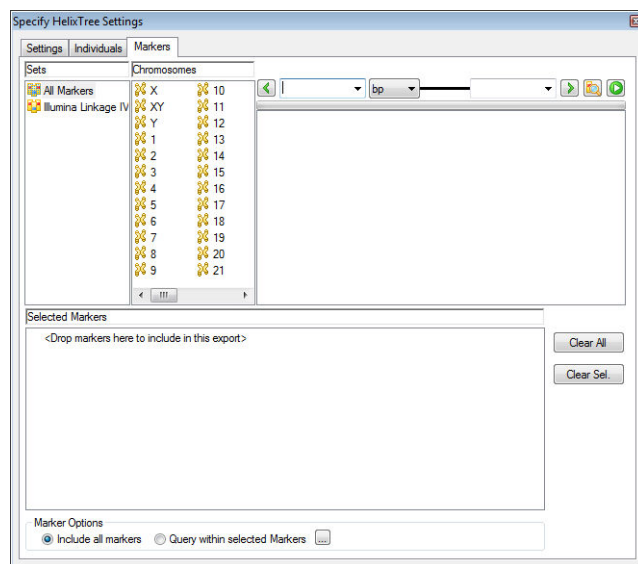 Specify HelixTree Settings
Settings Individuals Markers
Sets Chromosomes
All Markers
Illumina Linkage IV
X 10
XY 11
Y 12
1 13
2 14
3 15
4 16
5 17
6 18
7 19
8 20
9 21
bp
Selected Markers
<Drop markers here to include in this export>
Clear All
Clear Sel.
Marker Options
Include all markers Query within selected Markers ...